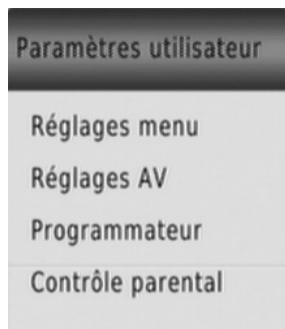 Paramètres utilisateur
Réglages menu
Réglages AV
Programmateur
Contrôle parental